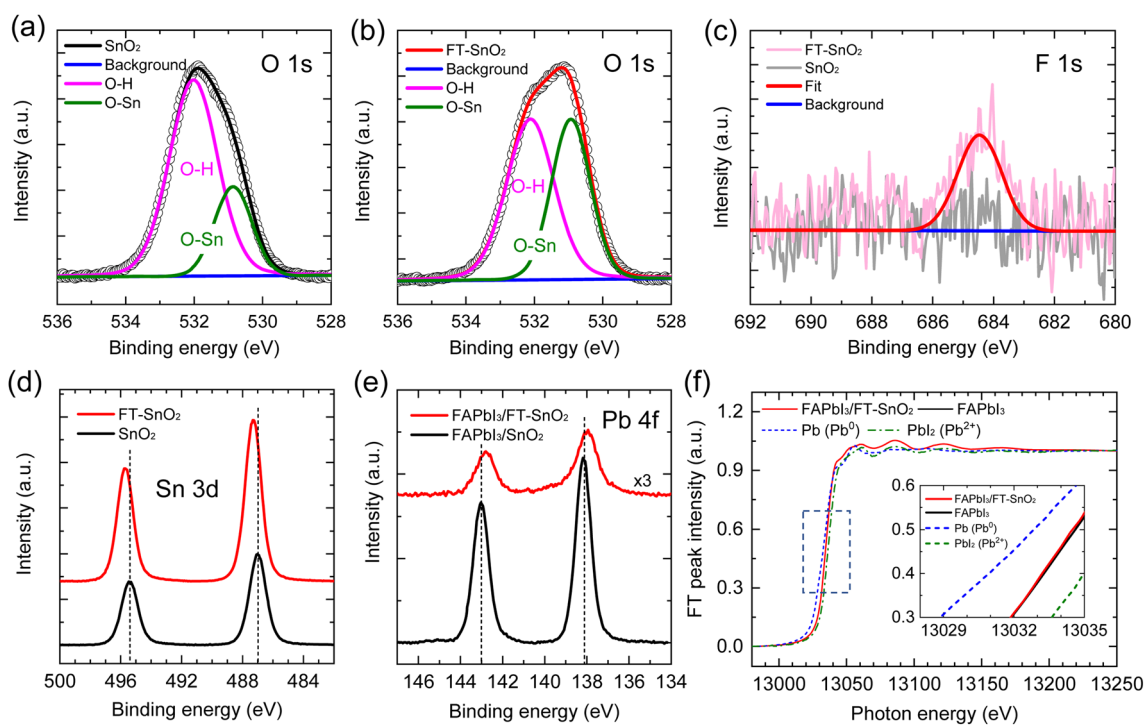 (a)
SnO₂
Background
O-H
O-Sn
O 1s
O-H
O-Sn
Intensity (a.u.)
536 534 532 530 528
Binding energy (eV)
(b)
FT-SnO₂
Background
O-H
O-Sn
O 1s
O-H
O-Sn
Intensity (a.u.)
536 534 532 530 528
Binding energy (eV)
(c)
FT-SnO₂
SnO₂
Fit
Background
F 1s
Intensity (a.u.)
692 690 688 686 684 682 680
Binding energy (eV)
(d)
FT-SnO₂
SnO₂
Sn 3d
Intensity (a.u.)
500 496 492 488 484
Binding energy (eV)
(e)
FAPbI₃/FT-SnO₂
FAPbI₃/SnO₂
Pb 4f
x3
Intensity (a.u.)
146 144 142 140 138 136 134
Binding energy (eV)
(f)
FAPbI₃/FT-SnO₂
FAPbI₃
Pb (Pb⁰)
PbI₂ (Pb²⁺)
FT peak intensity (a.u.)
1.2
0.9
0.6
0.3
0.0
0.6
0.5
0.4
0.3
FAPbI₃/FT-SnO₂
FAPbI₃
Pb (Pb⁰)
PbI₂ (Pb²⁺)
13029 13032 13035
13000 13050 13100 13150 13200 13250
Photon energy (eV)